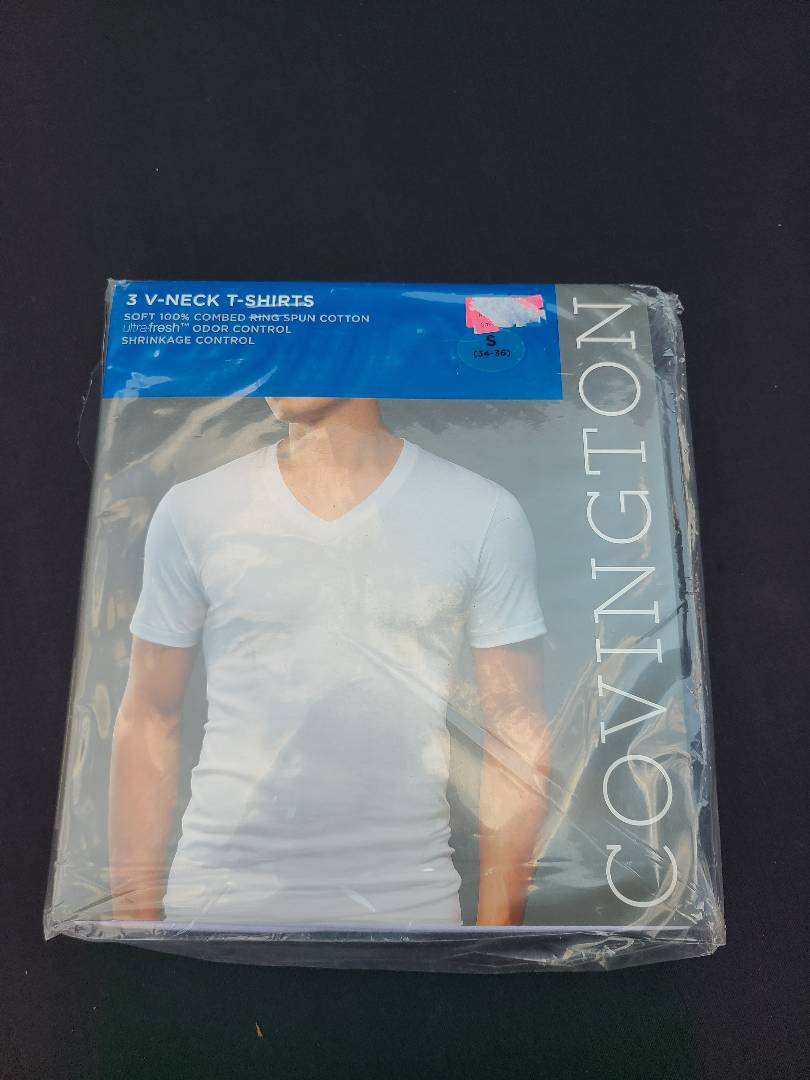 3 V-NECK T-SHIRTS
SOFT 100% COMBED RING SPUN COTTON
ultra-fresh™ ODOR CONTROL
SHRINKAGE CONTROL
S
(34-36)
COVINGTON